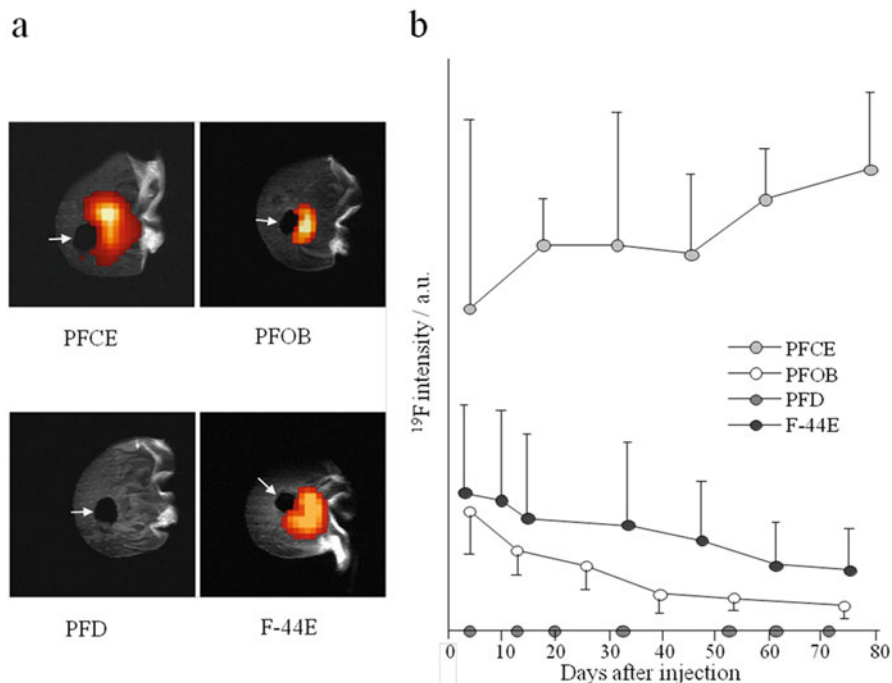 a
b
PFCE
PFOB
PFD
F-44E
¹⁹F intensity / a.u.
PFCE
PFOB
PFD
F-44E
0 10 20 30 40 50 60 70 80
Days after injection